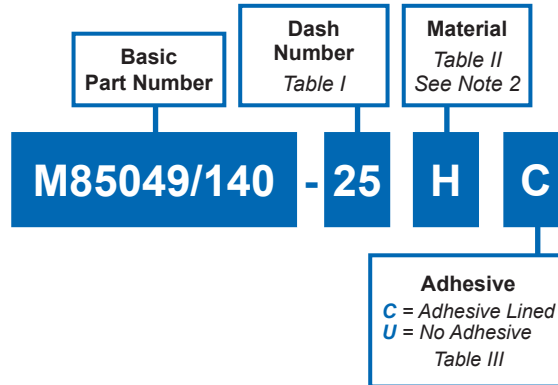 Basic
Part Number
Dash
Number
Table I
Material
Table II
See Note 2
M85049/140 - 25 H C
Adhesive
C = Adhesive Lined
U = No Adhesive
Table III